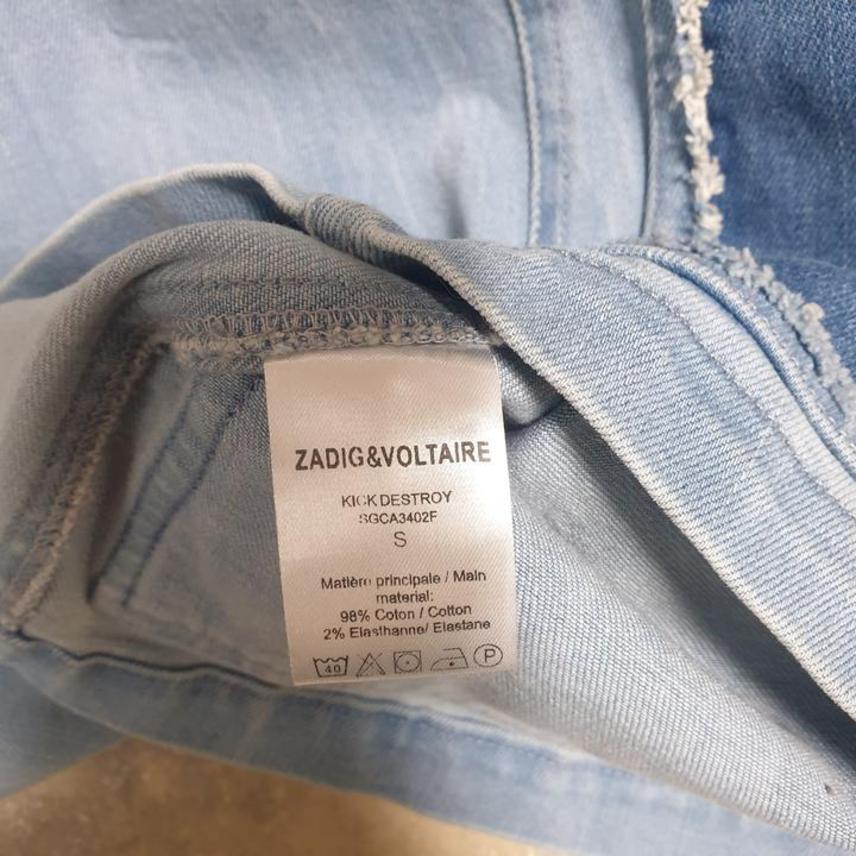 ZADIG&VOLTAIRE
KICK DESTROY
SGCA3402F
S
Matière principale / Main
material:
98% Coton / Cotton
2% Elasthanne/ Elastane
40 P